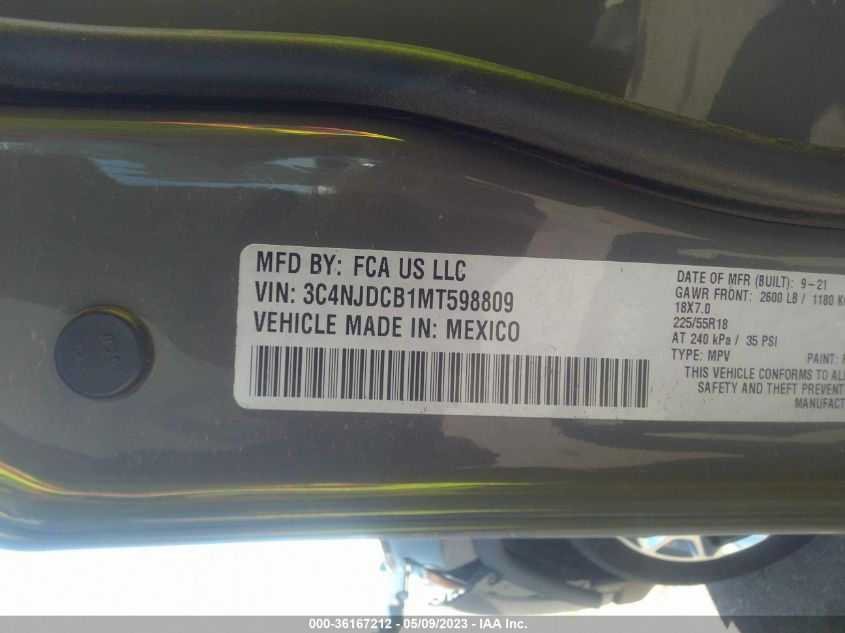 MFD BY: FCA US LLC
VIN: 3C4NJDCB1MT598809
VEHICLE MADE IN: MEXICO
DATE OF MFR (BUILT): 9-21
GAWR FRONT: 2600 LB / 1180 KG
18X7.0
225/55R18
AT 240 kPa / 35 PSI
TYPE: MPV PAINT:
THIS VEHICLE CONFORMS TO
SAFETY AND THEFT
000-36167212 - 05/09/2023 - IAA Inc.